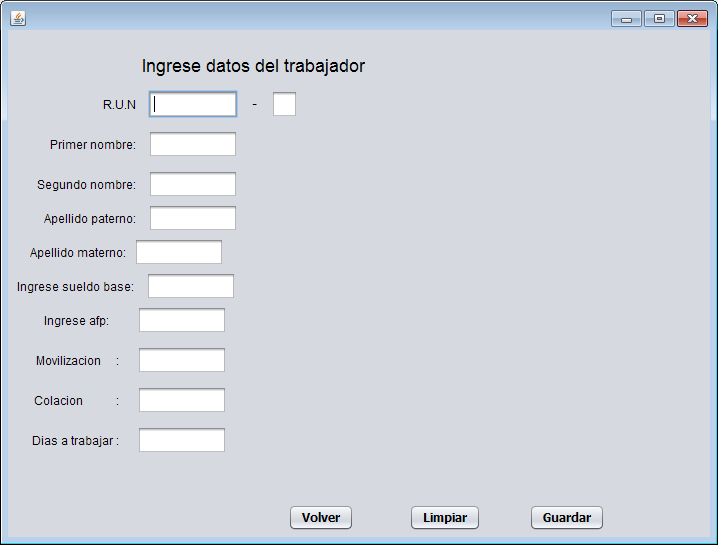 Ingrese datos del trabajador
R.U.N -
Primer nombre:
Segundo nombre:
Apellido paterno:
Apellido materno:
Ingrese sueldo base:
Ingrese afp:
Movilizacion :
Colacion :
Dias a trabajar :
Volver Limpiar Guardar